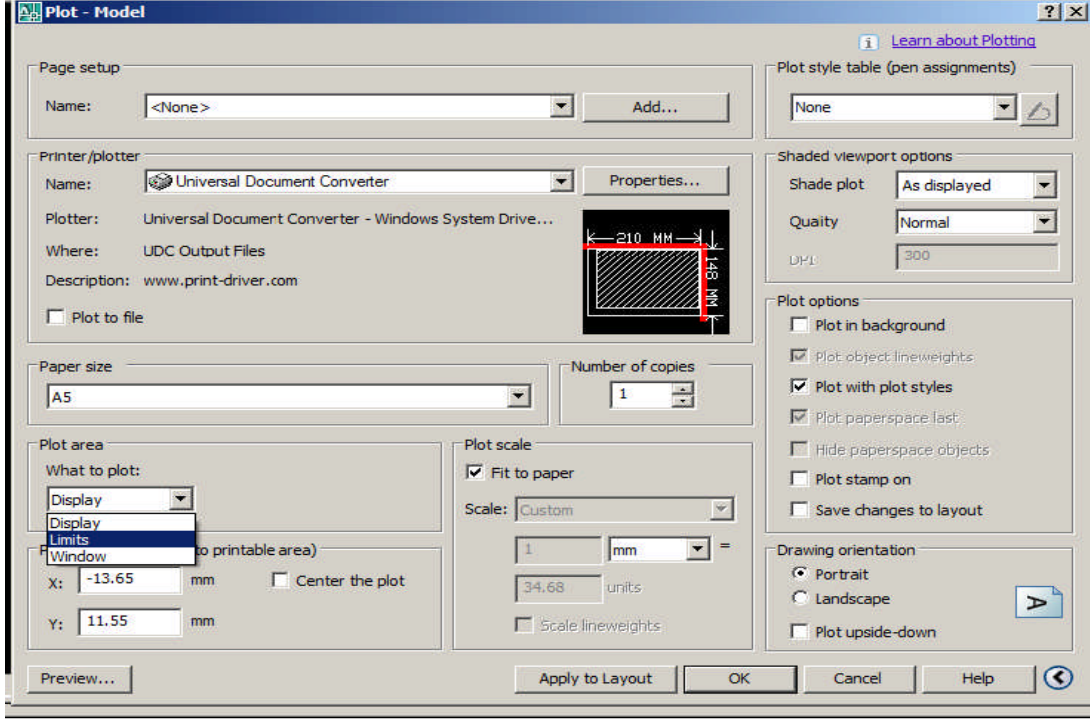 Plot - Model
Learn about Plotting
Page setup
Name: <None> Add...
Plot style table (pen assignments)
None
Printer/plotter
Name: Universal Document Converter Properties...
Plotter: Universal Document Converter - Windows System Drive...
Where: UDC Output Files
Description: www.print-driver.com
Plot to file
210 MM
148 MM
Shaded viewport options
Shade plot As displayed
Quaity Normal
DPI 300
Paper size
A5
Number of copies
1
Plot area
What to plot:
Display
Display
Limits
Window
to printable area)
X: -13.65 mm Center the plot
Y: 11.55 mm
Plot scale
Fit to paper
Scale: Custom
1 mm =
34.68 units
Scale lineweights
Plot options
Plot in background
Plot object lineweights
Plot with plot styles
Plot paperspace last
Hide paperspace objects
Plot stamp on
Save changes to layout
Drawing orientation
Portrait
Landscape
A
Plot upside-down
Preview... Apply to Layout OK Cancel Help